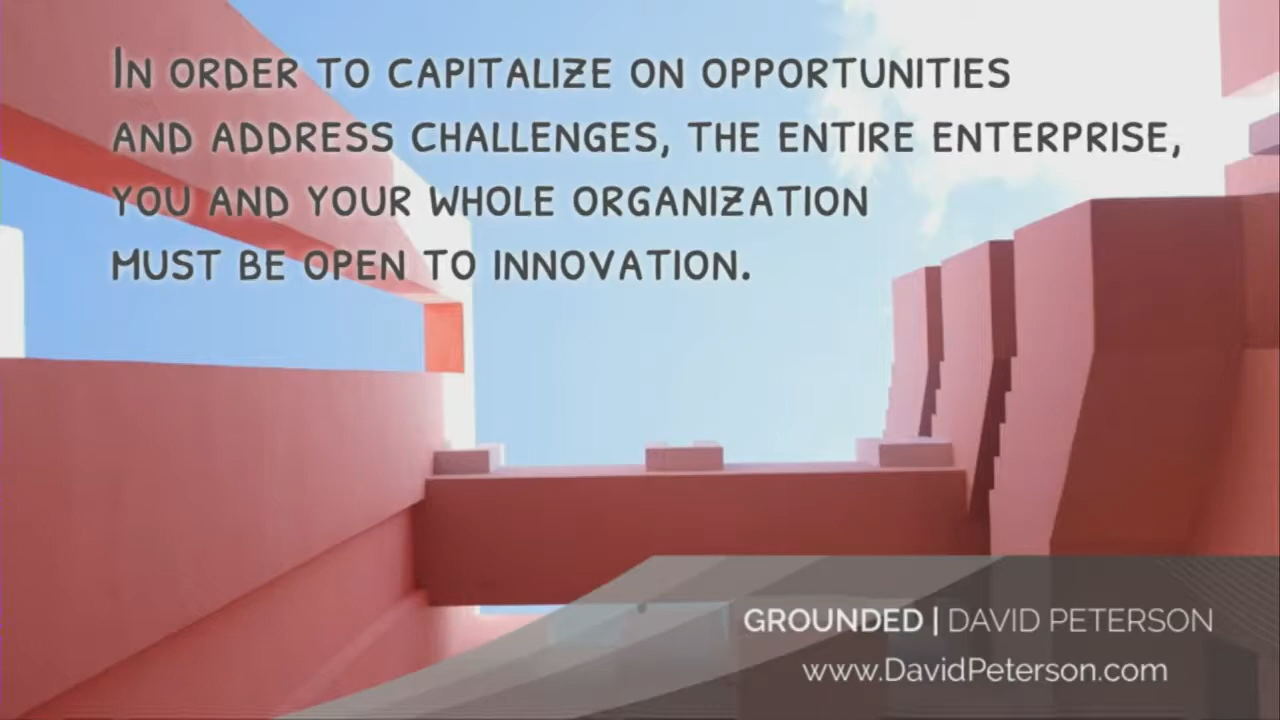 In order to capitalize on opportunities
and address challenges, the entire enterprise,
you and your whole organization
must be open to innovation.
GROUNDED | DAVID PETERSON
www.DavidPeterson.com